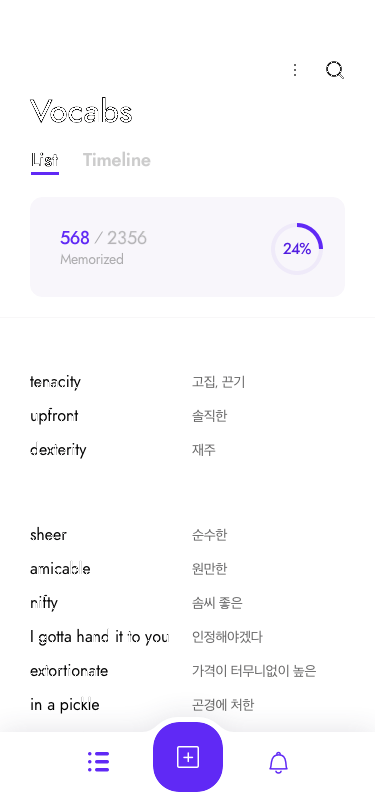 Vocabs
List Timeline
568 / 2356
Memorized
24%
tenacity 고집, 끈기
upfront 솔직한
dexterity 재주
sheer 순수한
amicable 원만한
nifty 솜씨 좋은
I gotta hand it to you 인정해야겠다
extortionate 가격이 터무니없이 높은
in a pickle 곤경에 처한